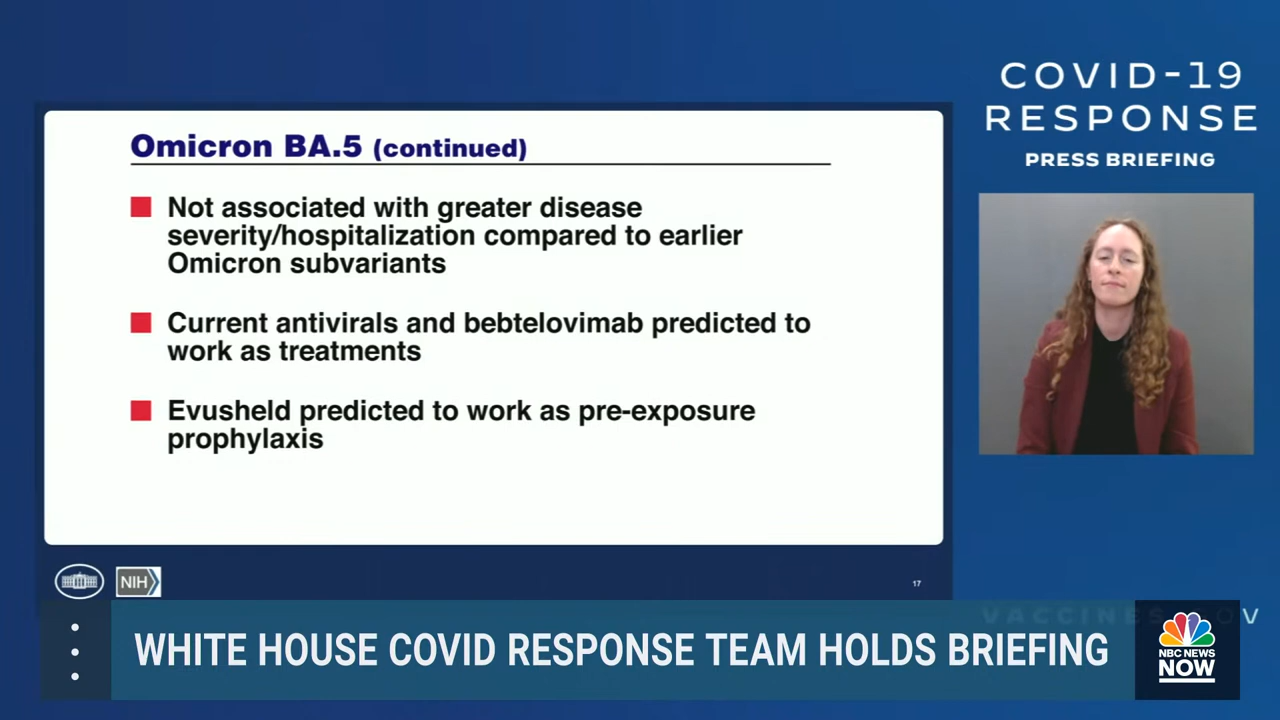 COVID-19
RESPONSE
PRESS BRIEFING
Omicron BA.5 (continued)
Not associated with greater disease
severity/hospitalization compared to earlier
Omicron subvariants
Current antivirals and bebtelovimab predicted to
work as treatments
Evusheld predicted to work as pre-exposure
prophylaxis
NIH
17
VACCINES.GOV
WHITE HOUSE COVID RESPONSE TEAM HOLDS BRIEFING
NBC NEWS
NOW